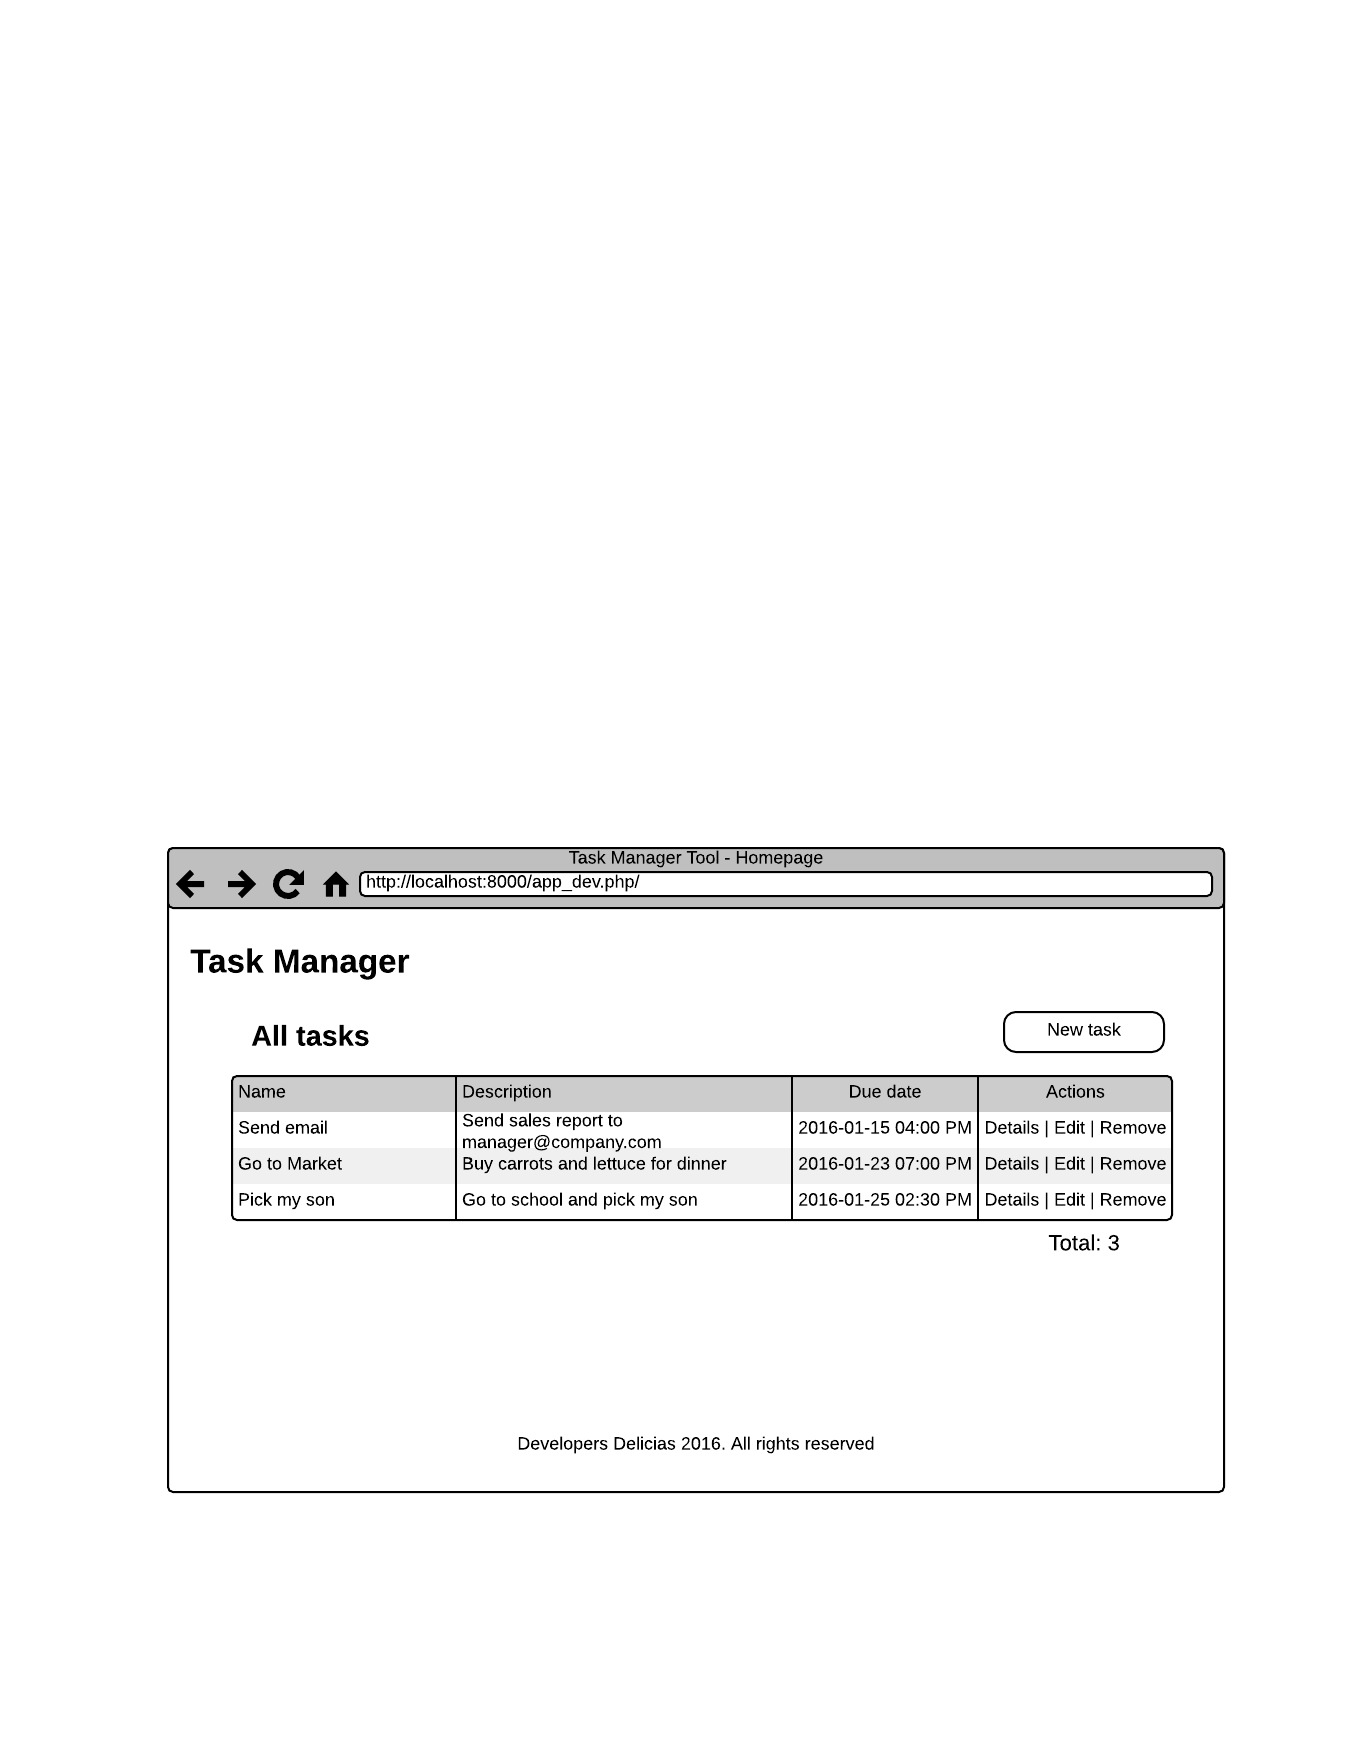 Task Manager Tool - Homepage
http://localhost:8000/app_dev.php/
Task Manager
All tasks
New task
Name Description Due date Actions
Send email Send sales report to manager@company.com 2016-01-15 04:00 PM Details | Edit | Remove
Go to Market Buy carrots and lettuce for dinner 2016-01-23 07:00 PM Details | Edit | Remove
Pick my son Go to school and pick my son 2016-01-25 02:30 PM Details | Edit | Remove
Total: 3
Developers Delicias 2016. All rights reserved